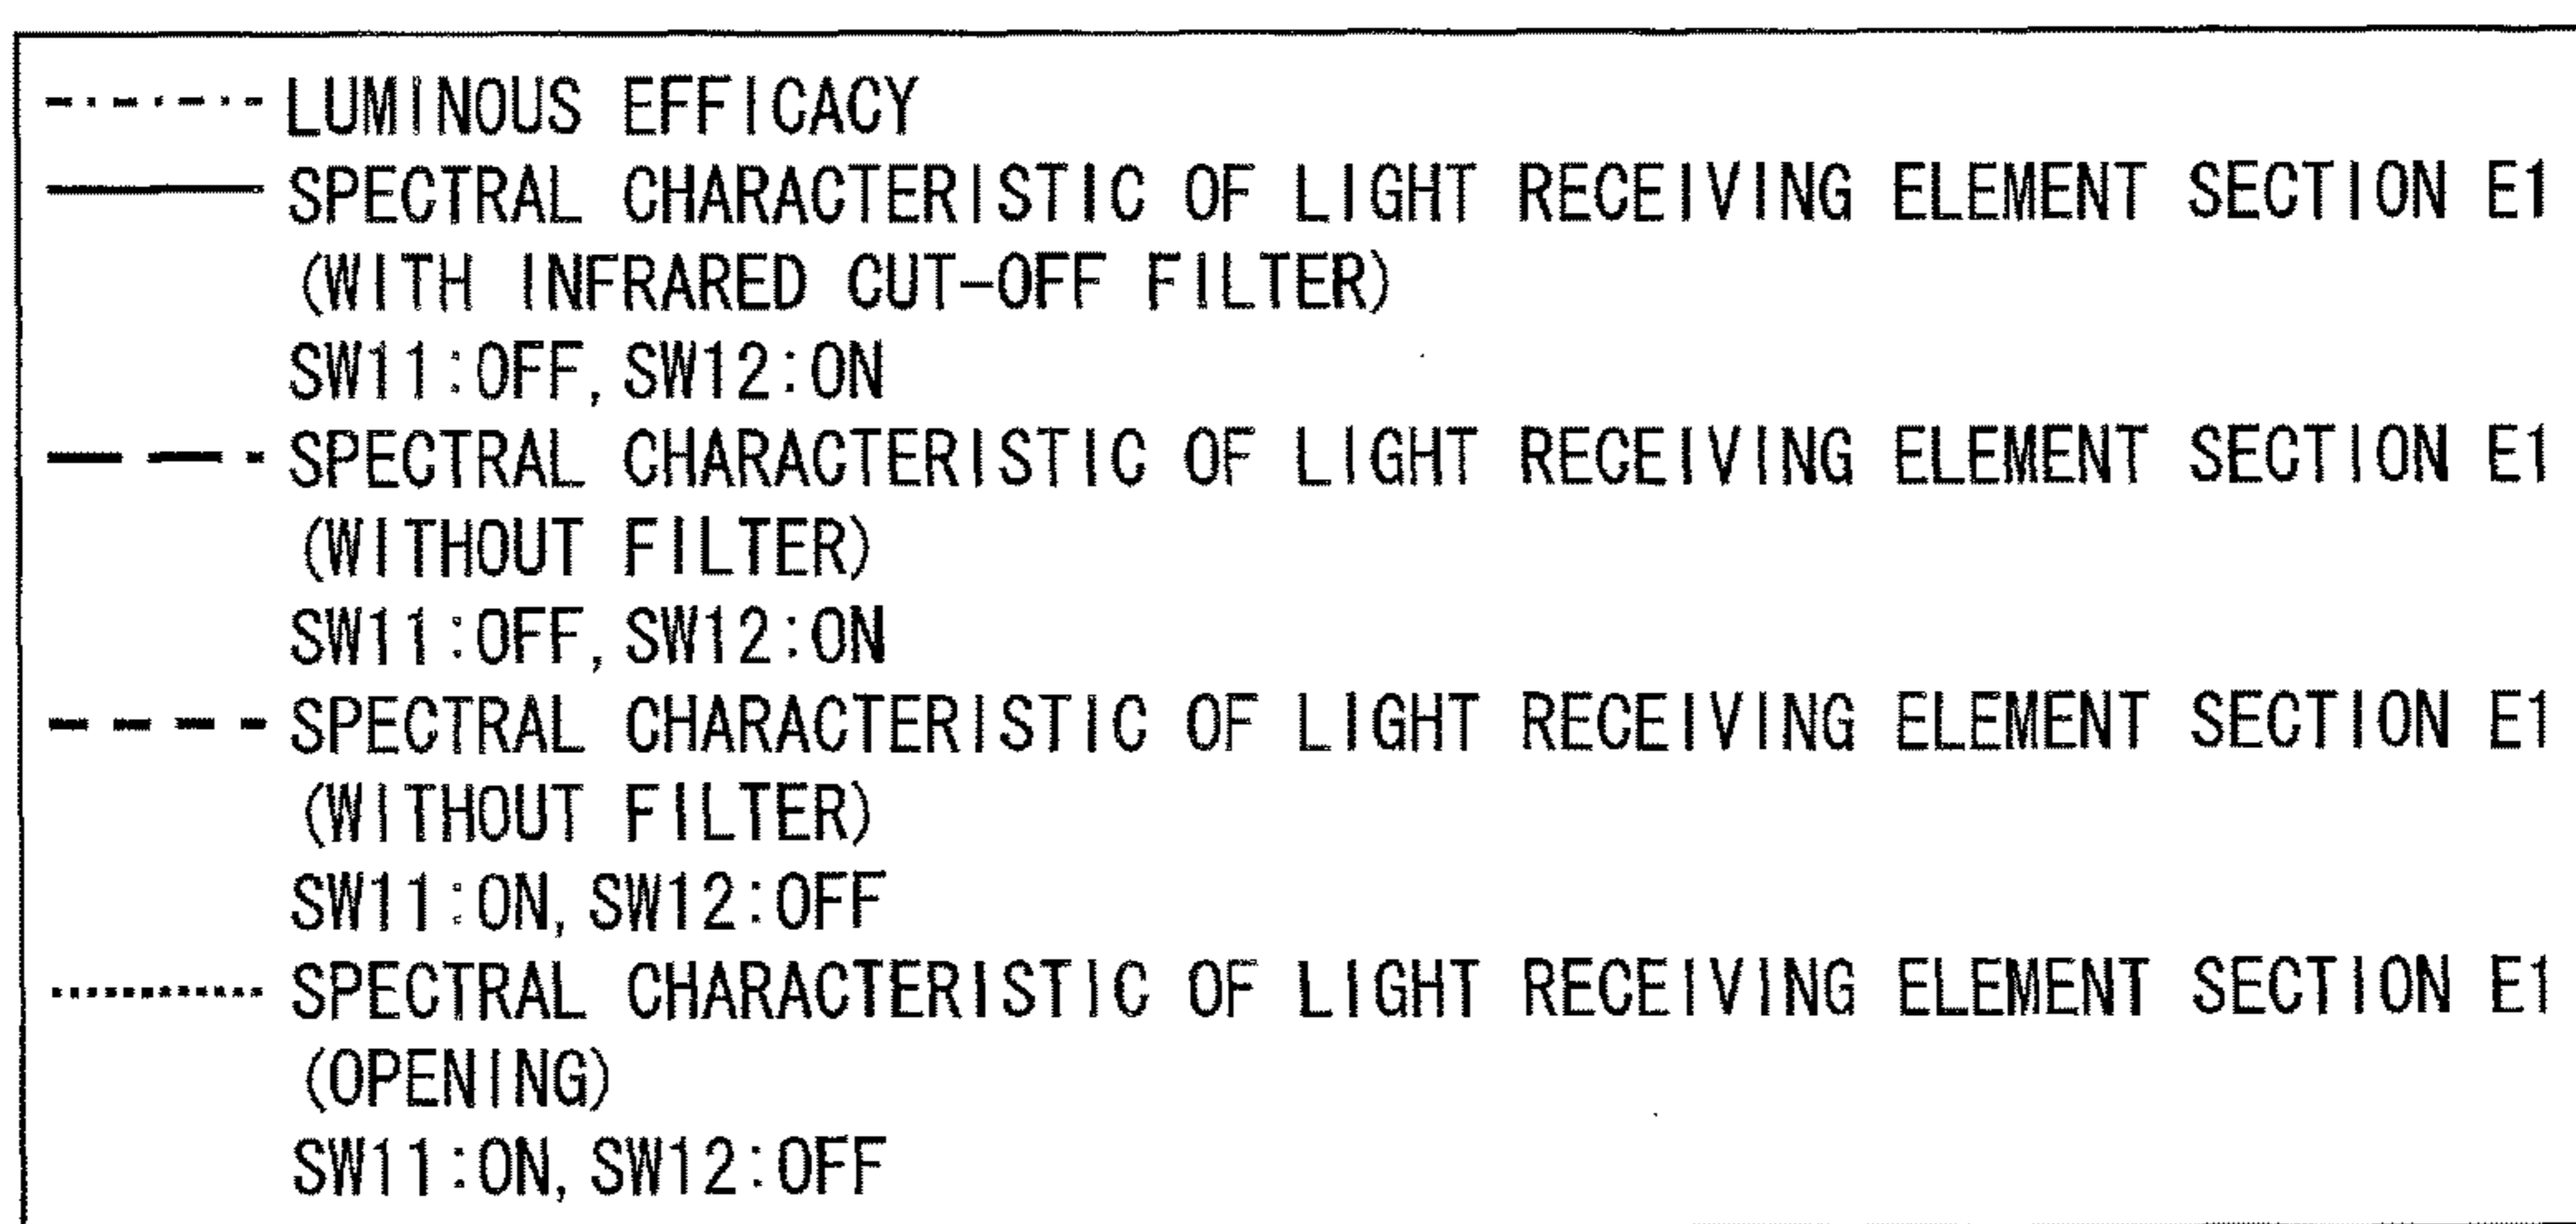 LUMINOUS EFFICACY
SPECTRAL CHARACTERISTIC OF LIGHT RECEIVING ELEMENT SECTION E1
(WITH INFRARED CUT-OFF FILTER)
SW11:OFF, SW12:ON
SPECTRAL CHARACTERISTIC OF LIGHT RECEIVING ELEMENT SECTION E1
(WITHOUT FILTER)
SW11:OFF, SW12:ON
SPECTRAL CHARACTERISTIC OF LIGHT RECEIVING ELEMENT SECTION E1
(WITHOUT FILTER)
SW11:ON, SW12:OFF
SPECTRAL CHARACTERISTIC OF LIGHT RECEIVING ELEMENT SECTION E1
(OPENING)
SW11:ON, SW12:OFF